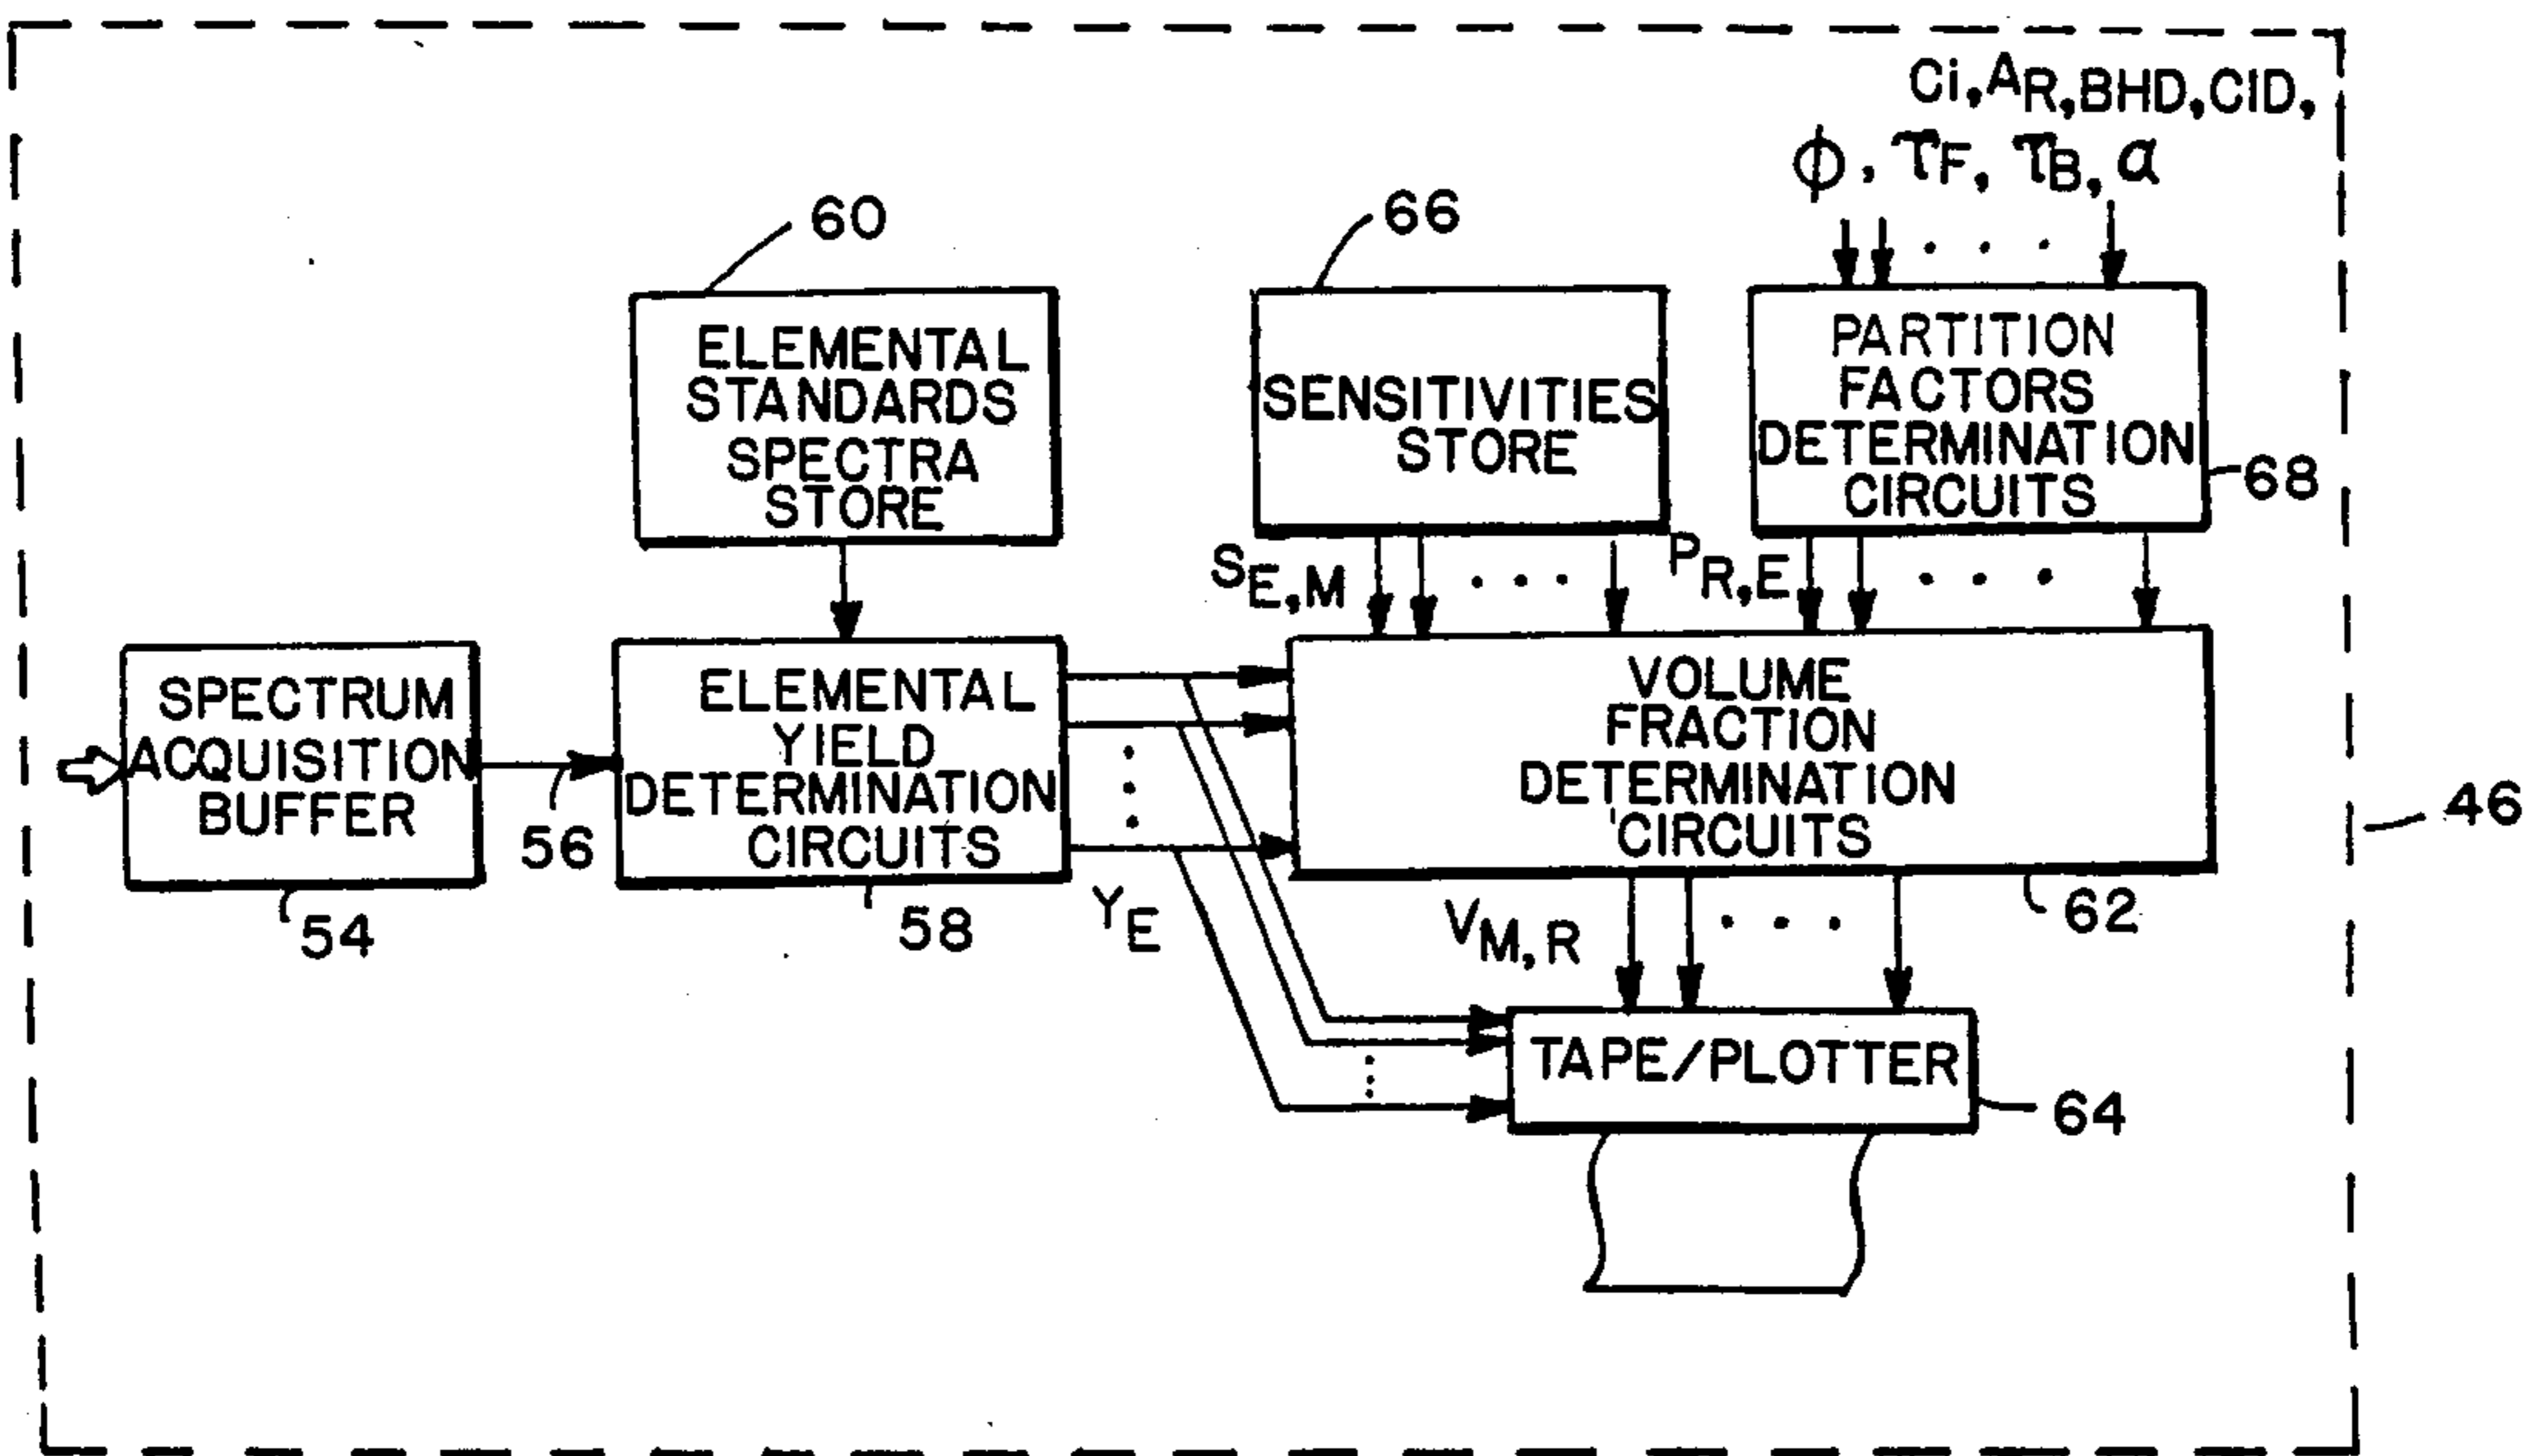 Ci, AR, BHD, CID,
ϕ, τF, τB, α
60
66
ELEMENTAL
STANDARDS
SPECTRA
STORE
SENSITIVITIES
STORE
PARTITION
FACTORS
DETERMINATION
CIRCUITS
68
SE,M
. . .
PR,E
. . .
SPECTRUM
ACQUISITION
BUFFER
54
56
ELEMENTAL
YIELD
DETERMINATION
CIRCUITS
58
YE
VOLUME
FRACTION
DETERMINATION
CIRCUITS
62
46
VM,R
. . .
TAPE/PLOTTER
64